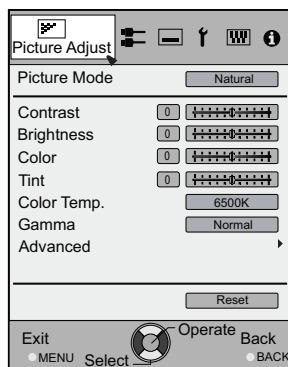 Picture Adjust
Picture Mode Natural
Contrast 0
Brightness 0
Color 0
Tint 0
Color Temp. 6500K
Gamma Normal
Advanced
Reset
Exit Operate Back
MENU Select BACK